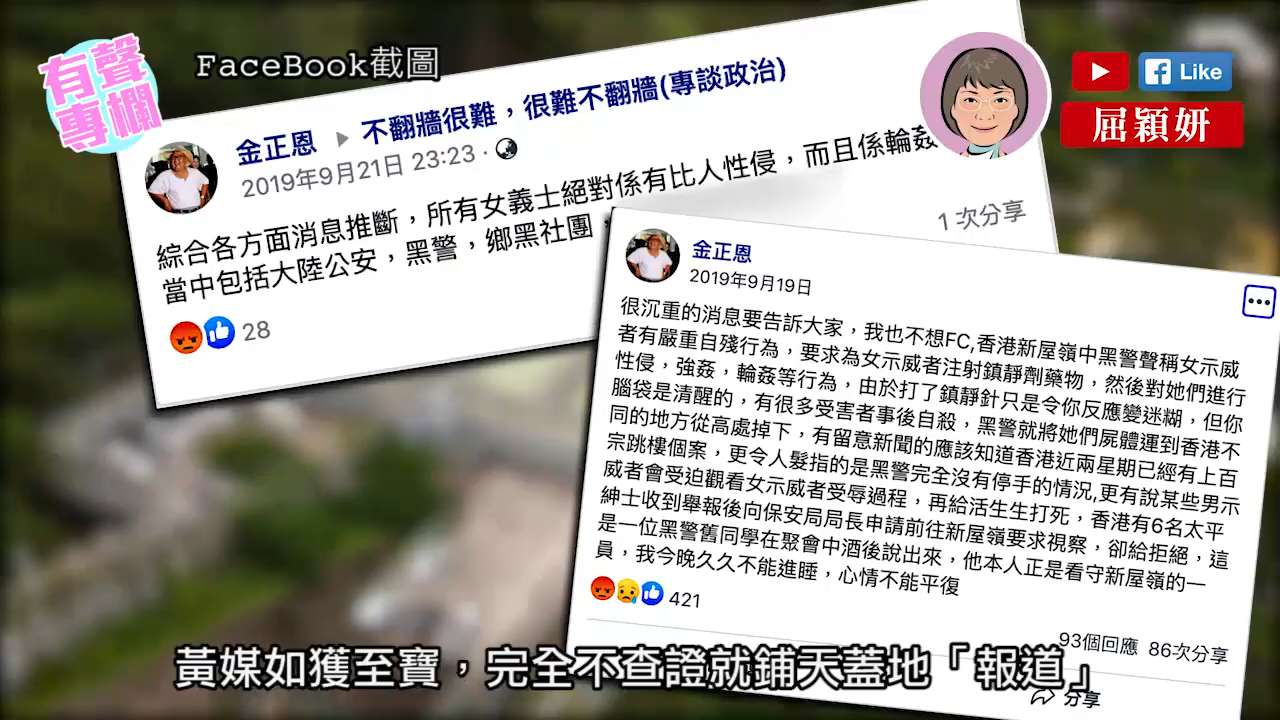 有聲
專欄
FaceBook截圖
金正恩 ▸ 不翻牆很難，很難不翻牆(專談政治)
2019年9月21日 23:23 ·
綜合各方面消息推斷，所有女義士絕對係有比人性侵，而且係輪姦
當中包括大陸公安，黑警，鄉黑社團，
28
1 次分享
Like
屈穎妍
金正恩
2019年9月19日
很沉重的消息要告訴大家，我也不想FC,香港新屋嶺中黑警聲稱女示威
者有嚴重自殘行為，要求為女示威者注射鎮靜劑藥物，然後對她們進行
性侵，強姦，輪姦等行為，由於打了鎮靜針只是令你反應變迷糊，但你
腦袋是清醒的，有很多受害者事後自殺，黑警就將她們屍體運到香港不
同的地方從高處掉下，有留意新聞的應該知道香港近兩星期已經有上百
宗跳樓個案，更令人髮指的是黑警完全沒有停手的情況,更有說某些男示
威者會受迫觀看女示威者受辱過程，再給活生生打死，香港有6名太平
紳士收到舉報後向保安局局長申請前往新屋嶺要求視察，卻給拒絕，這
是一位黑警舊同學在聚會中酒後說出來，他本人正是看守新屋嶺的一
員，我今晚久久不能進睡，心情不能平復
421
93個回應 86次分享
分享
黃媒如獲至寶，完全不查證就鋪天蓋地「報道」